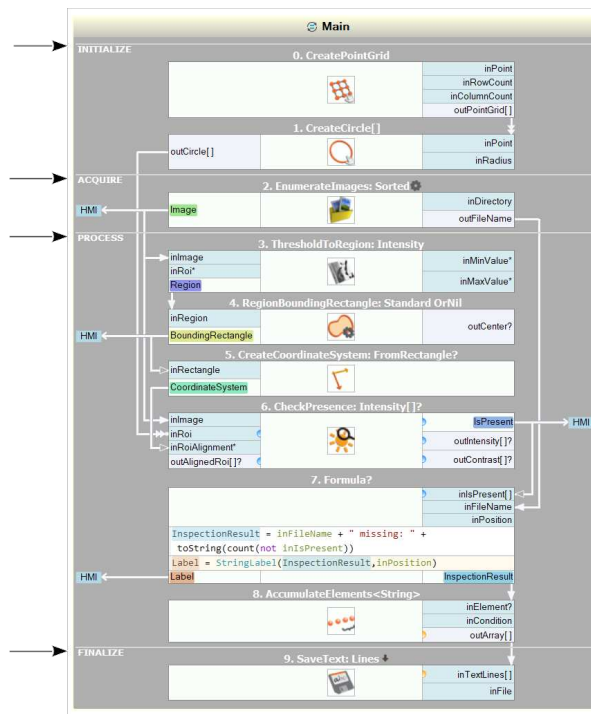 Main
INITIALIZE
0. CreatePointGrid
inPoint
inRowCount
inColumnCount
outPointGrid[]
1. CreateCircle[]
outCircle[]
inPoint
inRadius
ACQUIRE
2. EnumerateImages: Sorted
HMI
Image
inDirectory
outFileName
PROCESS
3. ThresholdToRegion: Intensity
inImage
inRoi*
Region
inMinValue*
inMaxValue*
4. RegionBoundingRectangle: Standard OrNil
inRegion
HMI
BoundingRectangle
outCenter?
5. CreateCoordinateSystem: FromRectangle?
inRectangle
CoordinateSystem
6. CheckPresence: Intensity[]?
inImage
inRoi
inRoiAlignment*
outAlignedRoi[]?
IsPresent
HMI
outIntensity[]?
outContrast[]?
7. Formula?
inIsPresent[]
inFileName
inPosition
InspectionResult = inFileName + " missing: " +
toString(count(not inIsPresent))
Label = StringLabel(InspectionResult,inPosition)
HMI
Label
InspectionResult
8. AccumulateElements<String>
inElement?
inCondition
outArray[]
FINALIZE
9. SaveText: Lines
inTextLines[]
inFile